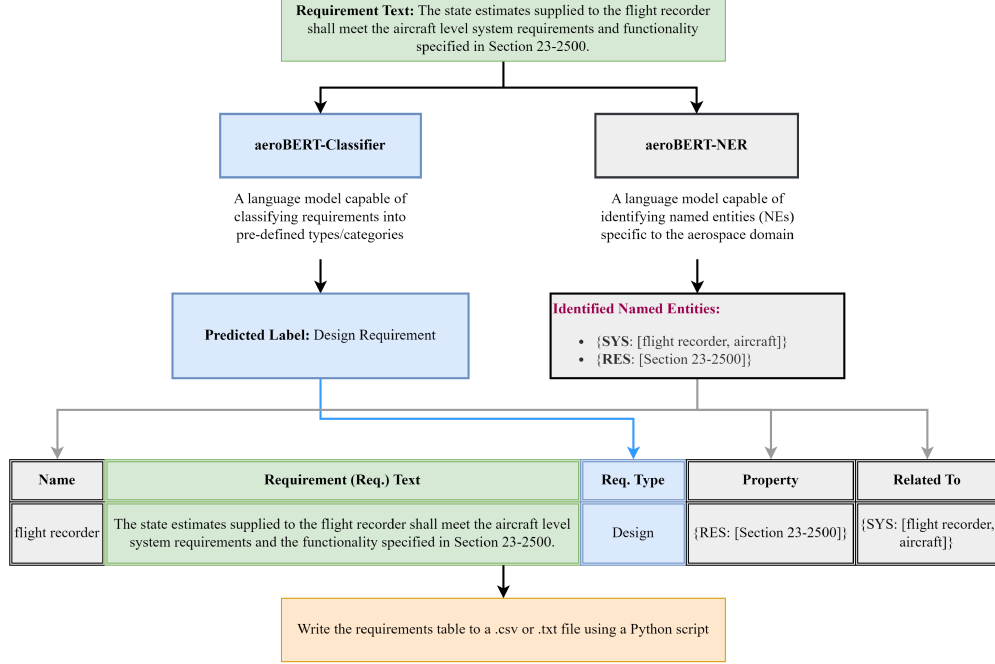 Requirement Text: The state estimates supplied to the flight recorder
shall meet the aircraft level system requirements and functionality
specified in Section 23-2500.
aeroBERT-Classifier
aeroBERT-NER
A language model capable of
classifying requirements into
pre-defined types/categories
A language model capable of
identifying named entities (NEs)
specific to the aerospace domain
Predicted Label: Design Requirement
Identified Named Entities:
• {SYS: [flight recorder, aircraft]}
• {RES: [Section 23-2500]}
Name
Requirement (Req.) Text
Req. Type
Property
Related To
flight recorder
The state estimates supplied to the flight recorder shall meet the aircraft level
system requirements and the functionality specified in Section 23-2500.
Design
{RES: [Section 23-2500]}
{SYS: [flight recorder,
aircraft]}
Write the requirements table to a .csv or .txt file using a Python script